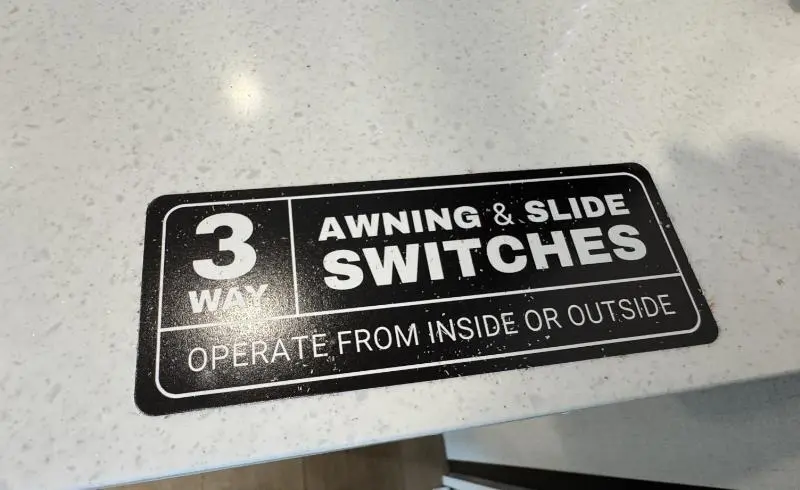 3
WAY
AWNING & SLIDE
SWITCHES
OPERATE FROM INSIDE OR OUTSIDE